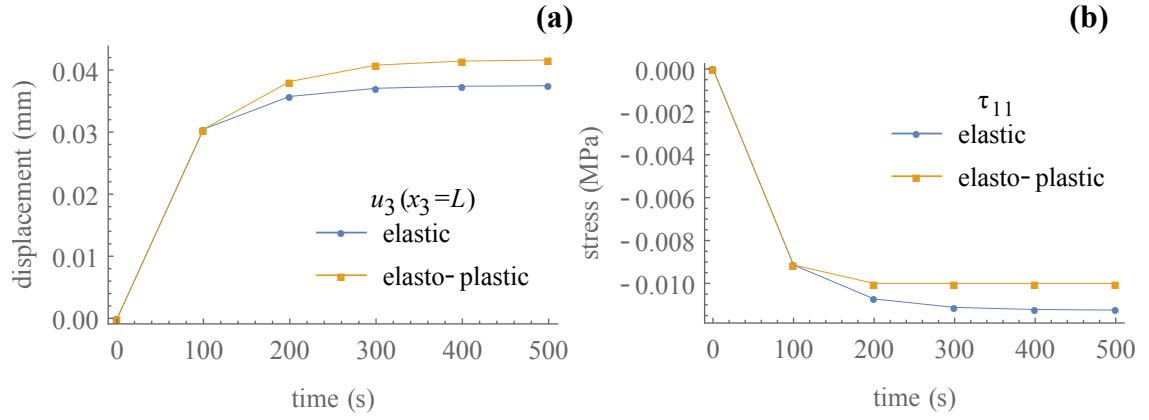 (a)
displacement (mm)
0.04
0.03
0.02
0.01
0.00
u3 (x3=L)
elastic
elasto-plastic
0 100 200 300 400 500
time (s)
(b)
stress (MPa)
0.000
-0.002
-0.004
-0.006
-0.008
-0.010
τ11
elastic
elasto-plastic
0 100 200 300 400 500
time (s)